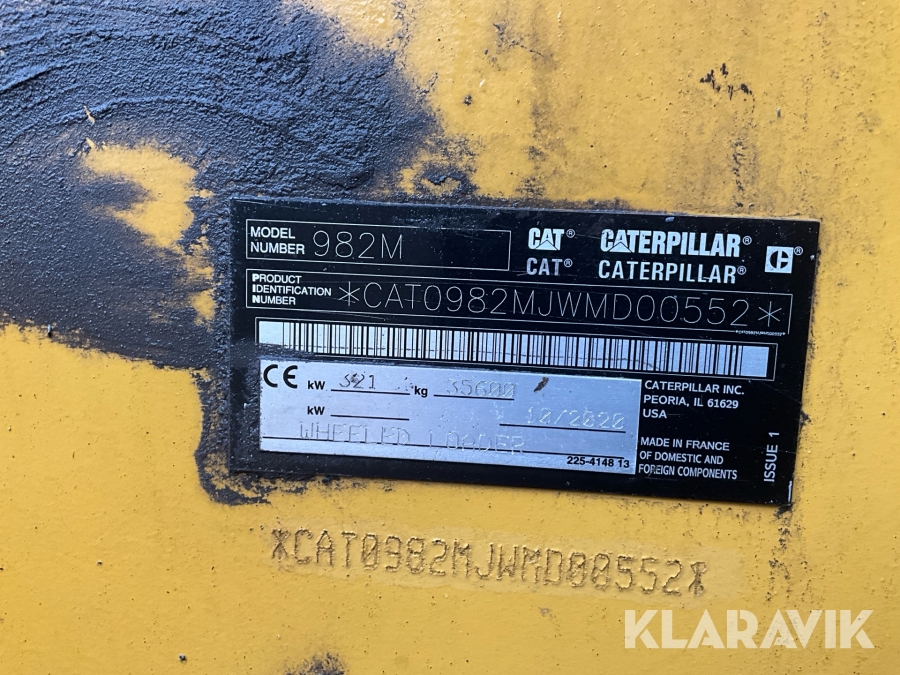 MODEL NUMBER 982M
CAT® CATERPILLAR®
CAT® CATERPILLAR®
PRODUCT IDENTIFICATION NUMBER *CAT0982MJWMD00552*
*CAT0982MJWMD00552*
CE kW 321 kg 35600
kW 10/2020
WHEELED LOADER
225-4148 13
CATERPILLAR INC.
PEORIA, IL 61629
USA
MADE IN FRANCE
OF DOMESTIC AND
FOREIGN COMPONENTS
ISSUE 1
*CAT0982MJWMD00552*
KLARAVIK